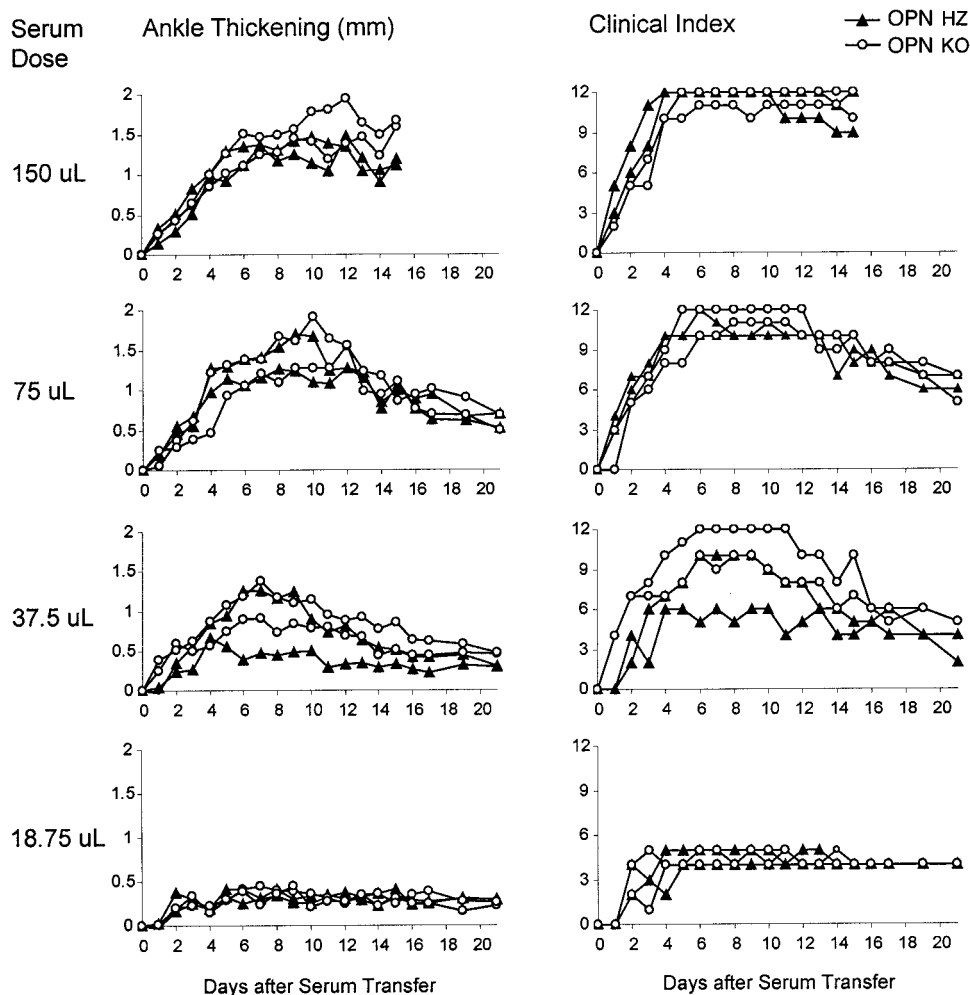 Serum Dose
Ankle Thickening (mm)
Clinical Index
OPN HZ
OPN KO
150 uL
2
1.5
1
0.5
0
0 2 4 6 8 10 12 14 16 18 20
12
9
6
3
0
0 2 4 6 8 10 12 14 16 18 20
75 uL
2
1.5
1
0.5
0
0 2 4 6 8 10 12 14 16 18 20
12
9
6
3
0
0 2 4 6 8 10 12 14 16 18 20
37.5 uL
2
1.5
1
0.5
0
0 2 4 6 8 10 12 14 16 18 20
12
9
6
3
0
0 2 4 6 8 10 12 14 16 18 20
18.75 uL
2
1.5
1
0.5
0
0 2 4 6 8 10 12 14 16 18 20
12
9
6
3
0
0 2 4 6 8 10 12 14 16 18 20
Days after Serum Transfer
Days after Serum Transfer